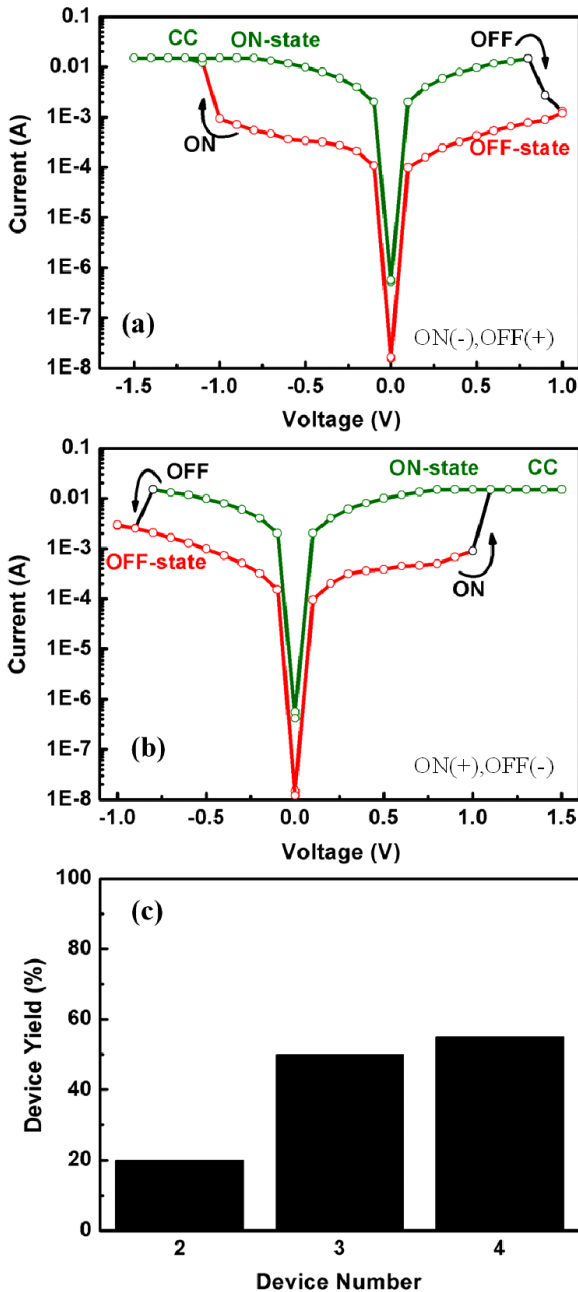 0.1
CC ON-state OFF
0.01
1E-3
ON
OFF-state
1E-4
1E-5
1E-6
1E-7
(a) ON(-),OFF(+)
1E-8
Current (A)
-1.5 -1.0 -0.5 0.0 0.5 1.0
Voltage (V)
0.1
OFF ON-state CC
0.01
OFF-state
1E-3
ON
1E-4
1E-5
1E-6
(b) ON(+),OFF(-)
1E-7
1E-8
Current (A)
-1.0 -0.5 0.0 0.5 1.0 1.5
Voltage (V)
100
(c)
80
60
40
20
0
Device Yield (%)
2 3 4
Device Number